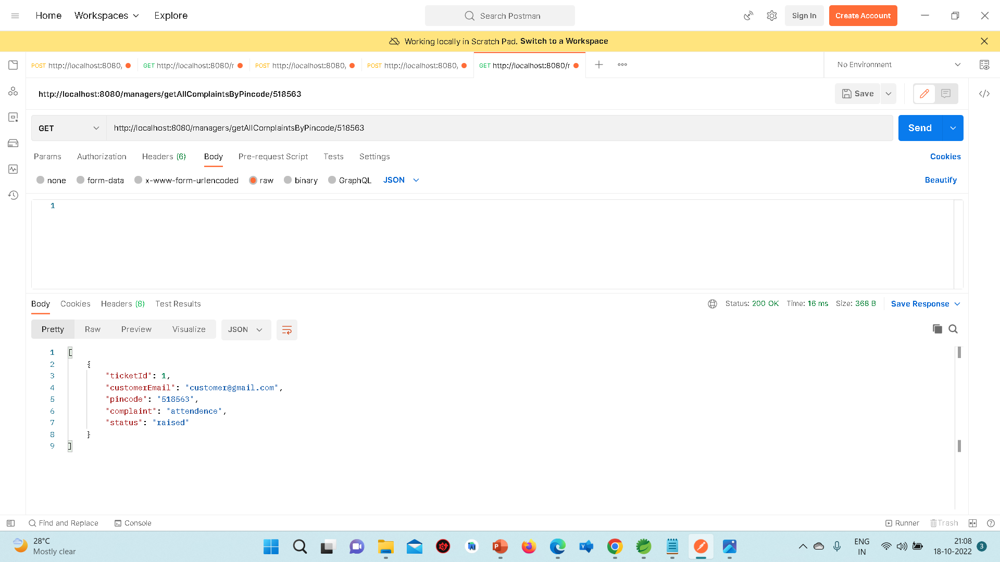 Home Workspaces Explore Search Postman Sign In Create Account
Working locally in Scratch Pad. Switch to a Workspace
POST http://localhost:8080, GET http://localhost:8080/r POST http://localhost:8080, POST http://localhost:8080, GET http://localhost:8080/r No Environment
http://localhost:8080/managers/getAllComplaintsByPincode/518563 Save
GET http://localhost:8080/managers/getAllComplaintsByPincode/518563 Send
Params Authorization Headers (6) Body Pre-request Script Tests Settings Cookies
none form-data x-www-form-urlencoded raw binary GraphQL JSON Beautify
1
Body Cookies Headers (8) Test Results Status: 200 OK Time: 16 ms Size: 368 B Save Response
Pretty Raw Preview Visualize JSON
1 [
2 {
3 "ticketId": 1,
4 "customerEmail": "customer@gmail.com",
5 "pincode": "518563",
6 "complaint": "attendence",
7 "status": "raised"
8 }
9 ]
Find and Replace Console Runner Trash
28°C
Mostly clear
ENG
IN
21:08
18-10-2022
3